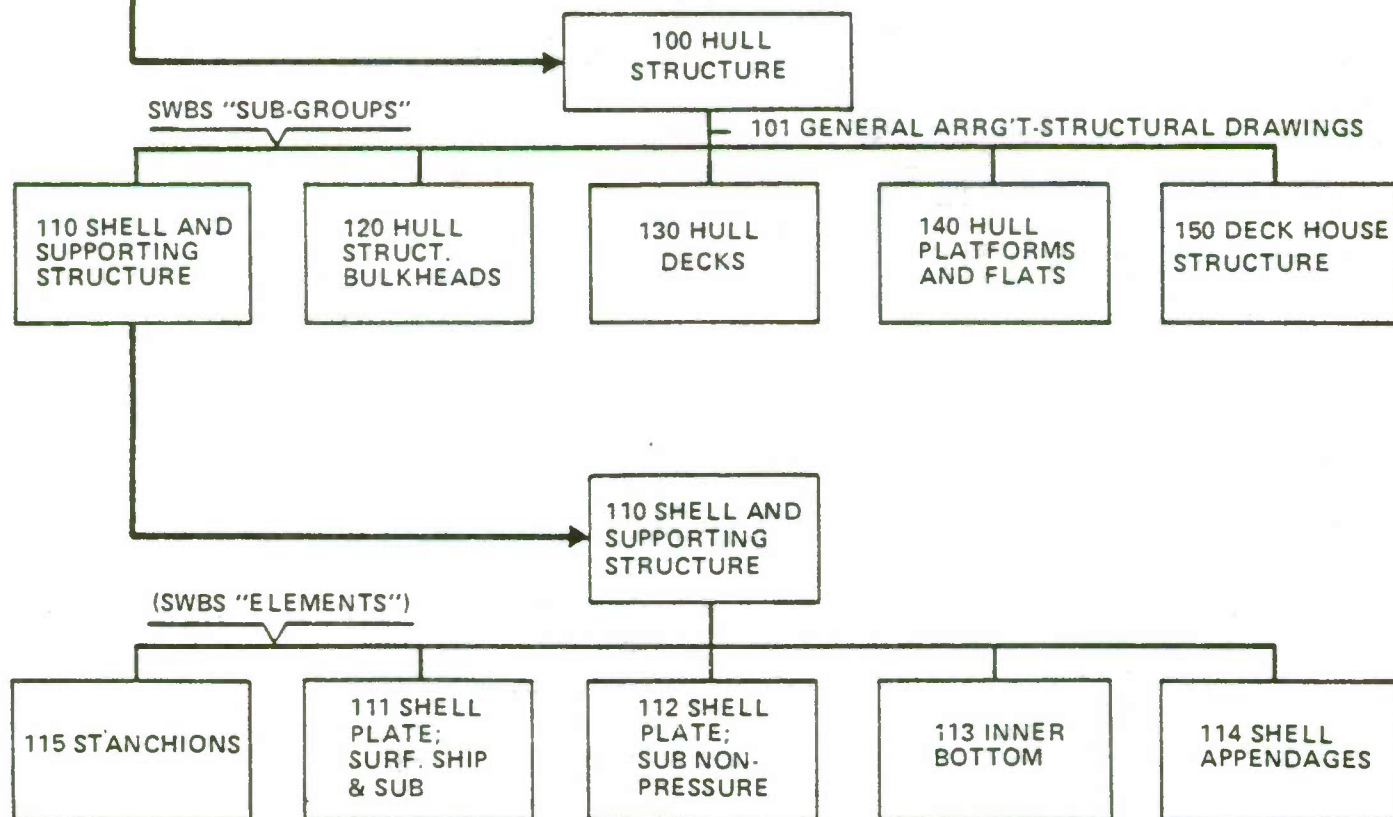 100 HULL
STRUCTURE
SWBS "SUB-GROUPS"
101 GENERAL ARRG'T-STRUCTURAL DRAWINGS
110 SHELL AND
SUPPORTING
STRUCTURE
120 HULL
STRUCT.
BULKHEADS
130 HULL
DECKS
140 HULL
PLATFORMS
AND FLATS
150 DECK HOUSE
STRUCTURE
110 SHELL AND
SUPPORTING
STRUCTURE
(SWBS "ELEMENTS")
115 STANCHIONS
111 SHELL
PLATE;
SURF. SHIP
& SUB
112 SHELL
PLATE;
SUB NON-
PRESSURE
113 INNER
BOTTOM
114 SHELL
APPENDAGES